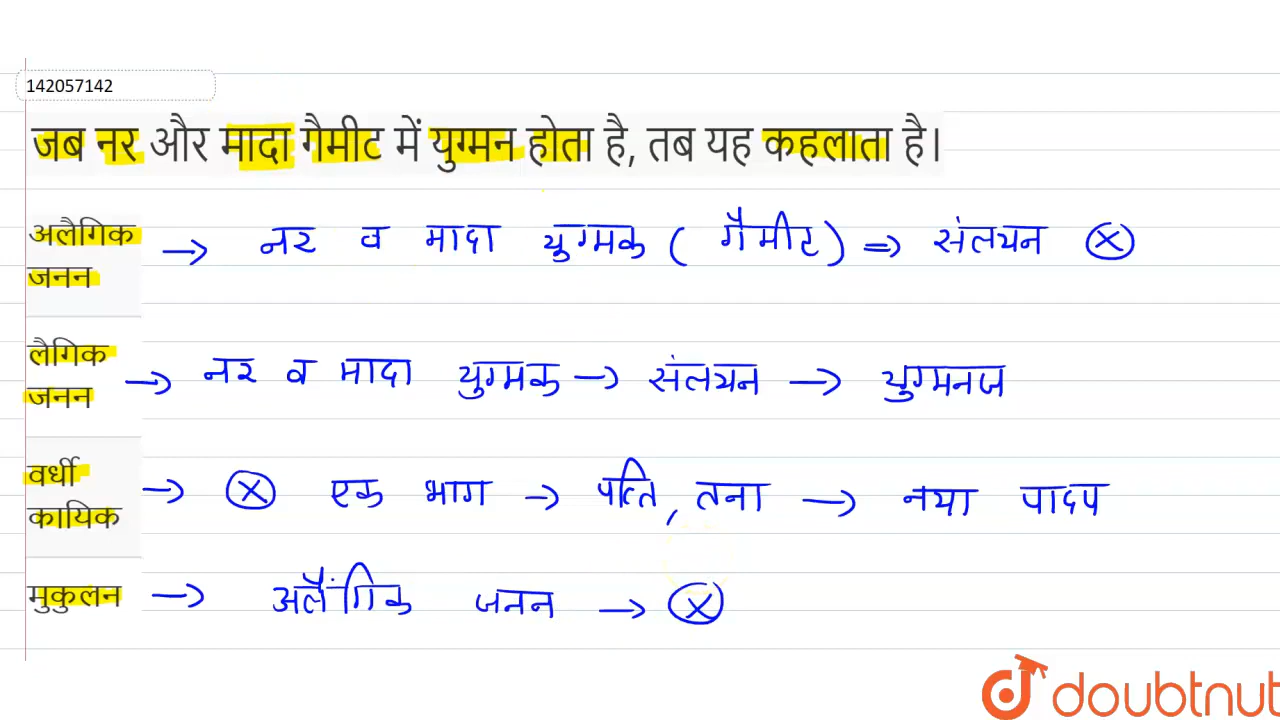 142057142
जब नर और मादा गैमीट में युग्मन होता है, तब यह कहलाता है।
अलैगिक
जनन
→ नर व मादा युग्मक ( गैमीट ) => संलयन ⓧ
लैगिक
जनन
→ नर व मादा युग्मक → संलयन → युग्मनज
वर्धी
कायिक
→ ⓧ एक भाग → पत्ति, तना → नया पादप
मुकुलन → अलैंगिक जनन → ⓧ
doubtnut